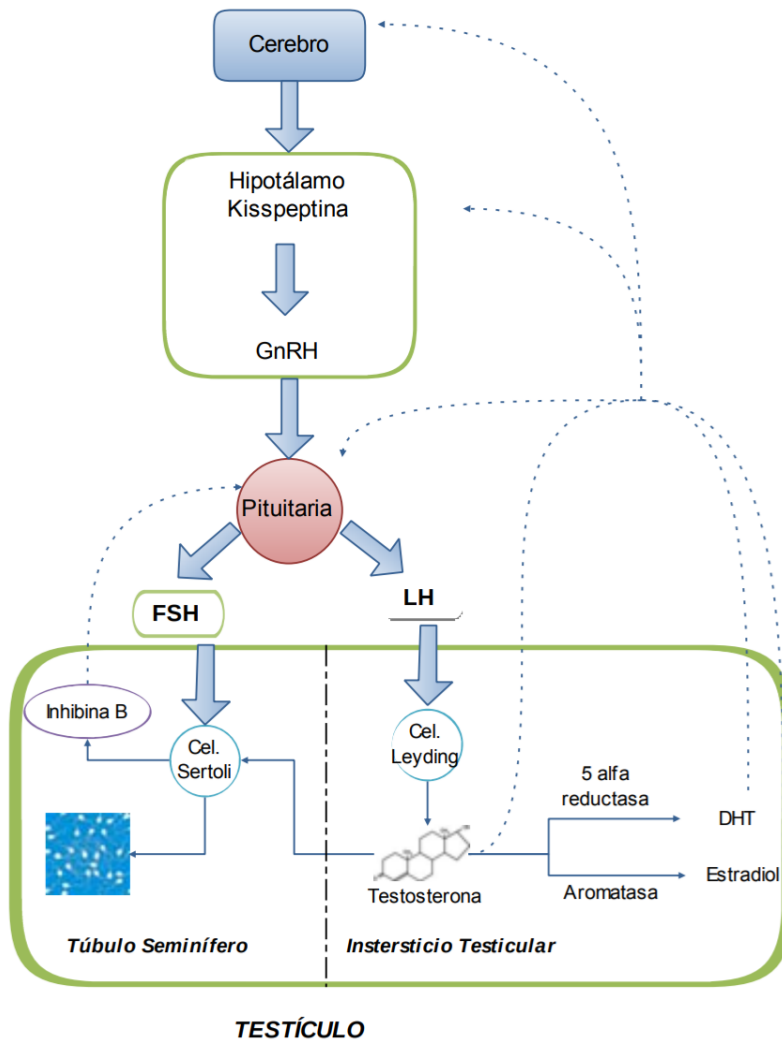 Cerebro
Hipotálamo
Kisspeptina
GnRH
Pituitaria
FSH
LH
Inhibina B
Cel.
Sertoli
Cel.
Leyding
5 alfa
reductasa
DHT
Testosterona
Aromatasa
Estradiol
Túbulo Seminífero
Instersticio Testicular
TESTÍCULO